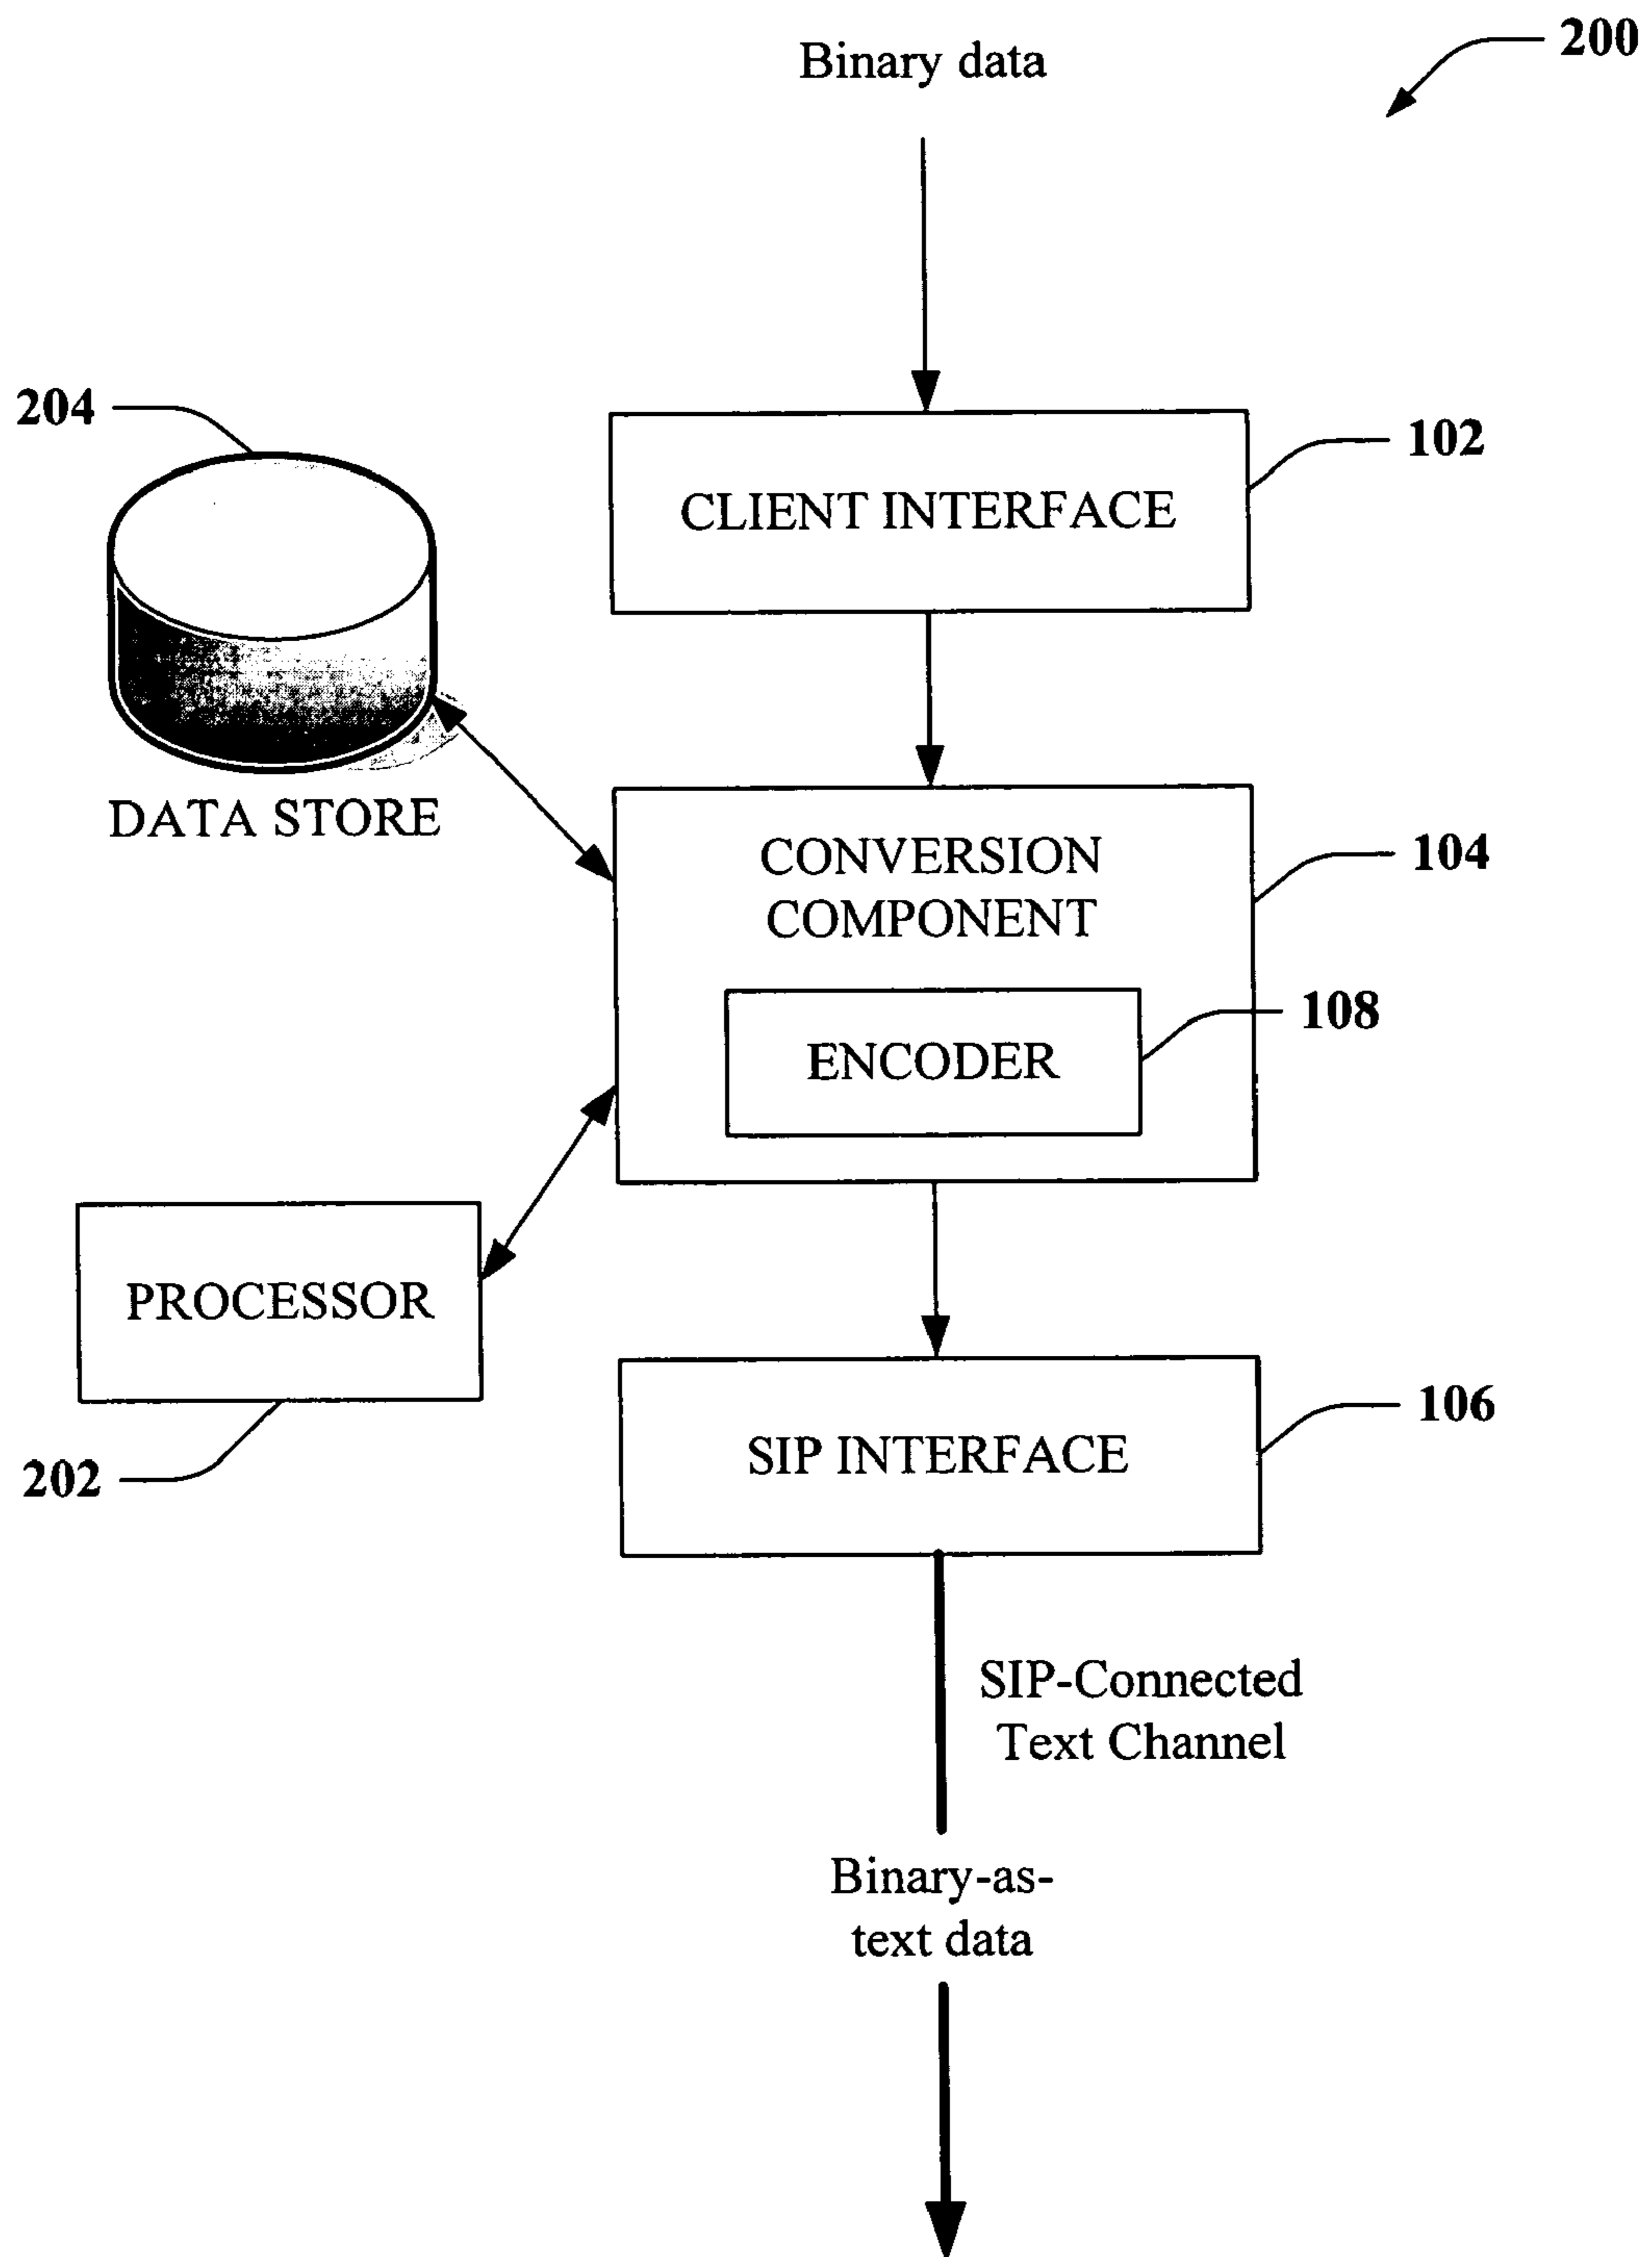 200
Binary data
204
102
CLIENT INTERFACE
DATA STORE
CONVERSION
COMPONENT
104
108
ENCODER
PROCESSOR
202
106
SIP INTERFACE
SIP-Connected
Text Channel
Binary-as-
text data